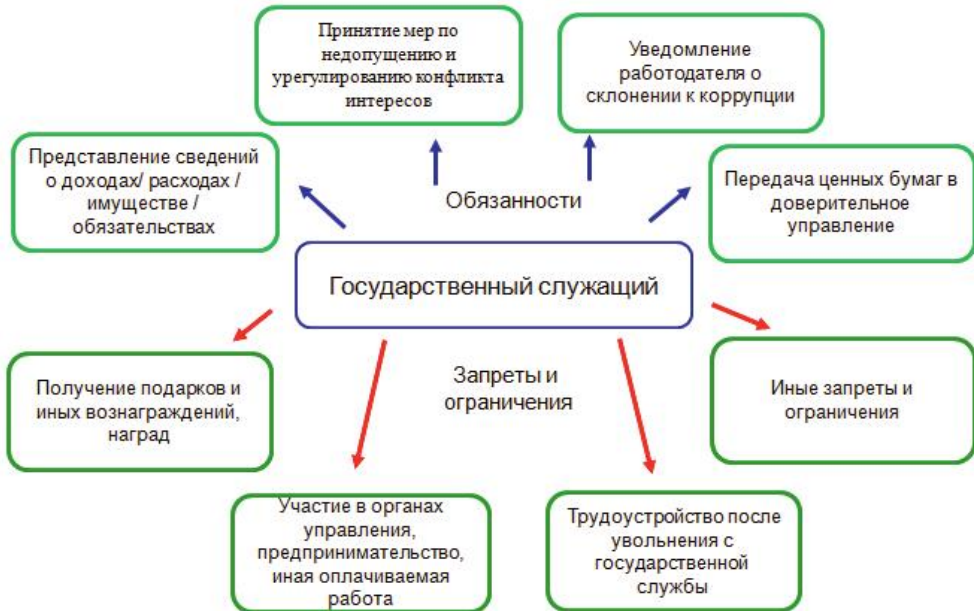 Принятие мер по
недопущению и
урегулированию конфликта
интересов
Уведомление
работодателя о
склонении к коррупции
Представление сведений
о доходах/ расходах /
имуществе /
обязательствах
Обязанности
Передача ценных бумаг в
доверительное
управление
Государственный служащий
Получение подарков и
иных вознаграждений,
наград
Запреты и
ограничения
Иные запреты и
ограничения
Участие в органах
управления,
предпринимательство,
иная оплачиваемая
работа
Трудоустройство после
увольнения с
государственной
службы